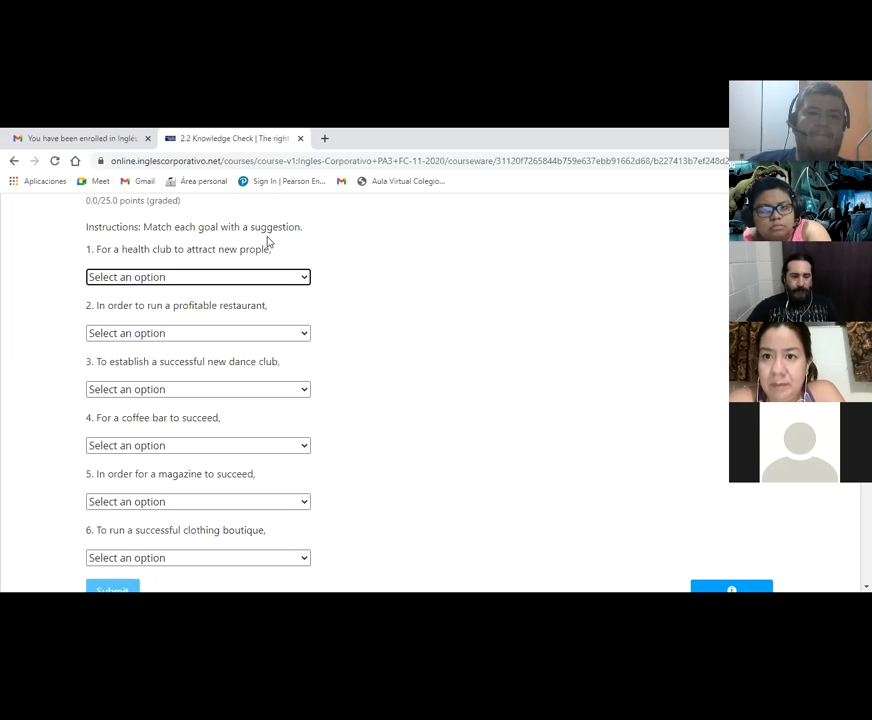 You have been enrolled in Inglés
2.2 Knowledge Check | The right
online.inglescorporativo.net/courses/course-v1:Ingles-Corporativo+PA3+FC-11-2020/courseware/31120f7265844b759e637ebb91662d68/b227413b7ef248d2
Aplicaciones Meet Gmail Área personal Sign In | Pearson En... Aula Virtual Colegio...
0.0/25.0 points (graded)
Instructions: Match each goal with a suggestion.
1. For a health club to attract new prople,
Select an option
2. In order to run a profitable restaurant,
Select an option
3. To establish a successful new dance club,
Select an option
4. For a coffee bar to succeed,
Select an option
5. In order for a magazine to succeed,
Select an option
6. To run a successful clothing boutique,
Select an option
Submit